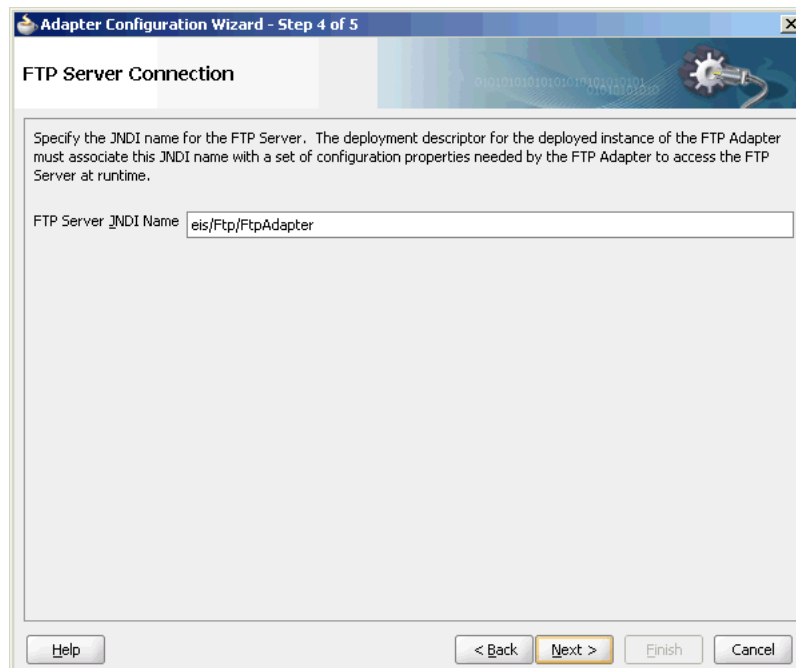 Adapter Configuration Wizard - Step 4 of 5
FTP Server Connection
Specify the JNDI name for the FTP Server. The deployment descriptor for the deployed instance of the FTP Adapter
must associate this JNDI name with a set of configuration properties needed by the FTP Adapter to access the FTP
Server at runtime.
FTP Server JNDI Name eis/Ftp/FtpAdapter
Help < Back Next > Finish Cancel